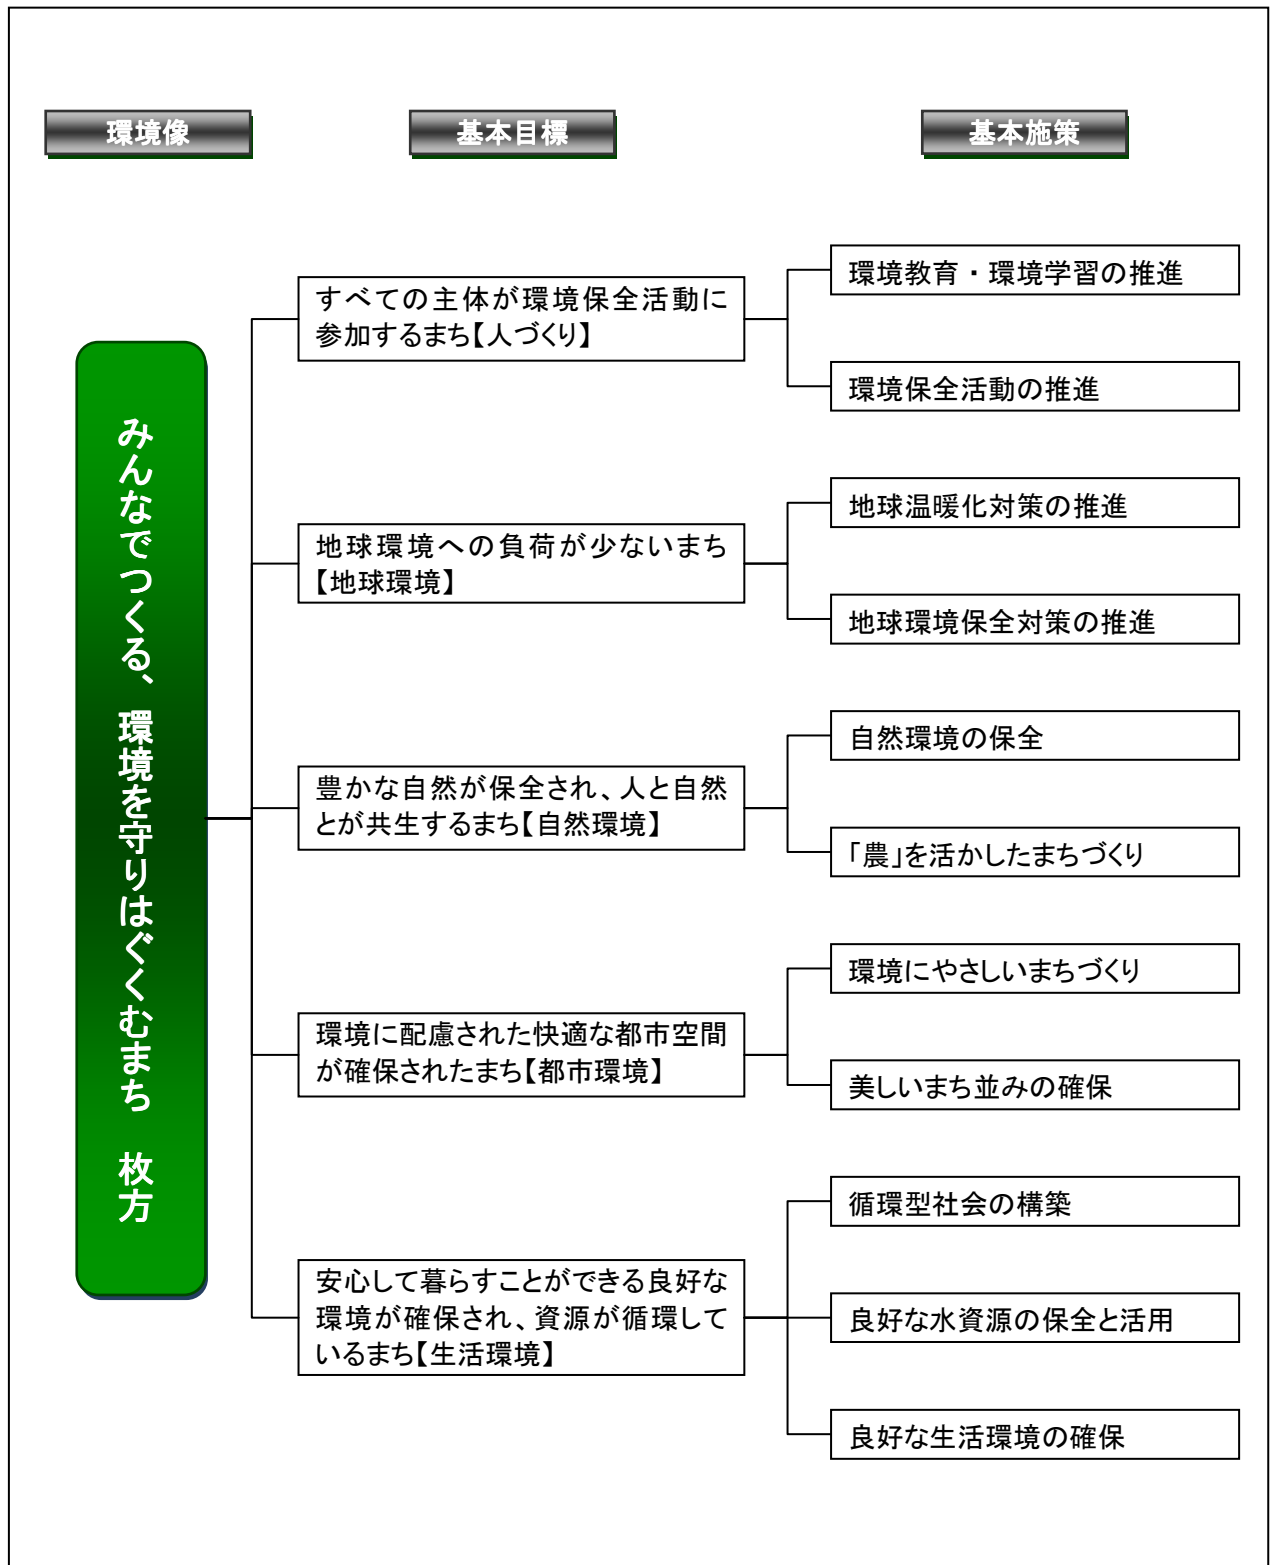 環境像
基本目標
基本施策
みんなでつくる、環境を守りはぐくむまち　枚方
すべての主体が環境保全活動に
参加するまち【人づくり】
環境教育・環境学習の推進
環境保全活動の推進
地球環境への負荷が少ないまち
【地球環境】
地球温暖化対策の推進
地球環境保全対策の推進
豊かな自然が保全され、人と自然
とが共生するまち【自然環境】
自然環境の保全
「農」を活かしたまちづくり
環境に配慮された快適な都市空間
が確保されたまち【都市環境】
環境にやさしいまちづくり
美しいまち並みの確保
安心して暮らすことができる良好な
環境が確保され、資源が循環して
いるまち【生活環境】
循環型社会の構築
良好な水資源の保全と活用
良好な生活環境の確保